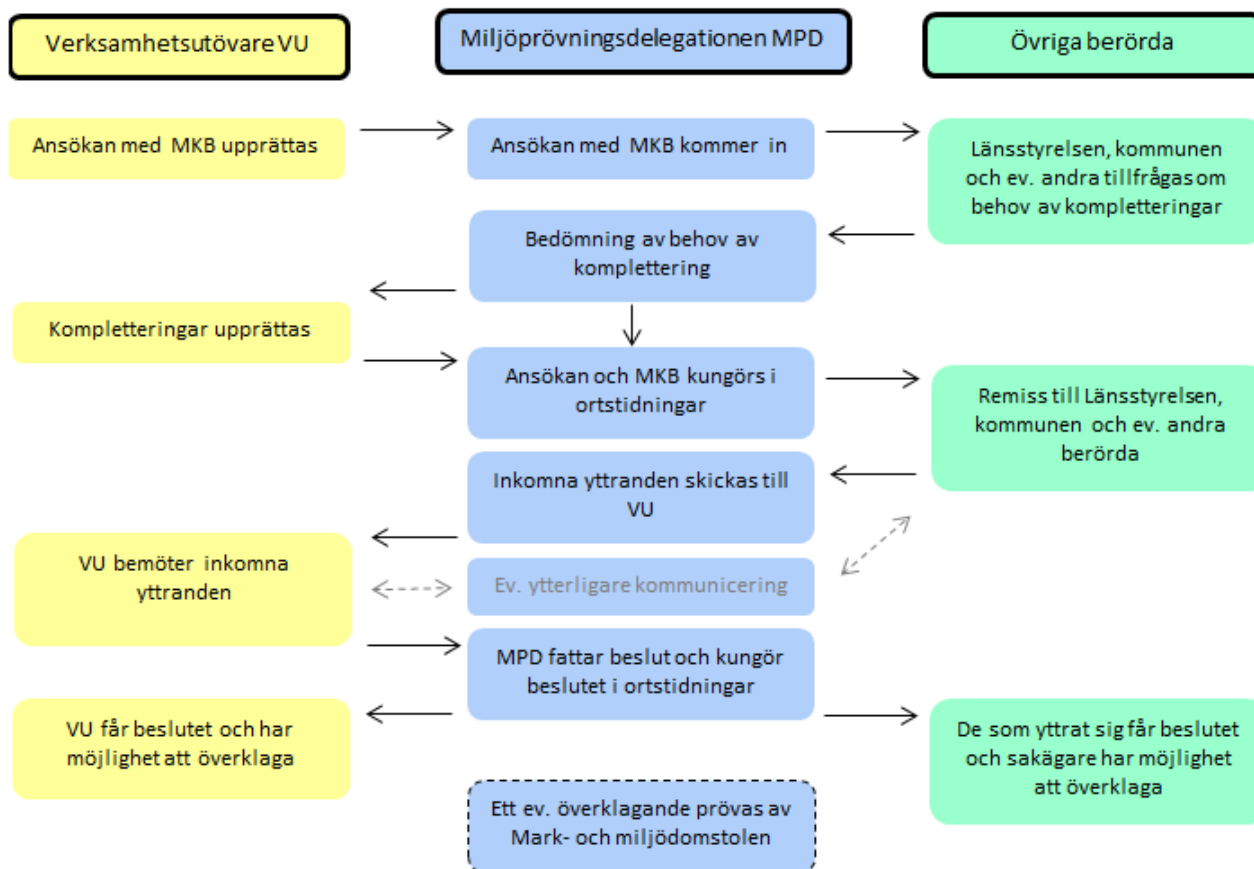 Verksamhetsutövare VU
Miljöprövningsdelegationen MPD
Övriga berörda
Ansökan med MKB upprättas
Ansökan med MKB kommer in
Länsstyrelsen, kommunen
och ev. andra tillfrågas om
behov av kompletteringar
Bedömning av behov av
komplettering
Kompletteringar upprättas
Ansökan och MKB kungörs i
ortstidningar
Remiss till Länsstyrelsen,
kommunen och ev. andra
berörda
Inkomna yttranden skickas till
VU
VU bemöter inkomna
yttranden
Ev. ytterligare kommunicering
MPD fattar beslut och kungör
beslutet i ortstidningar
VU får beslutet och har
möjlighet att överklaga
De som yttrat sig får beslutet
och sakägare har möjlighet
att överklaga
Ett ev. överklagande prövas av
Mark- och miljödomstolen